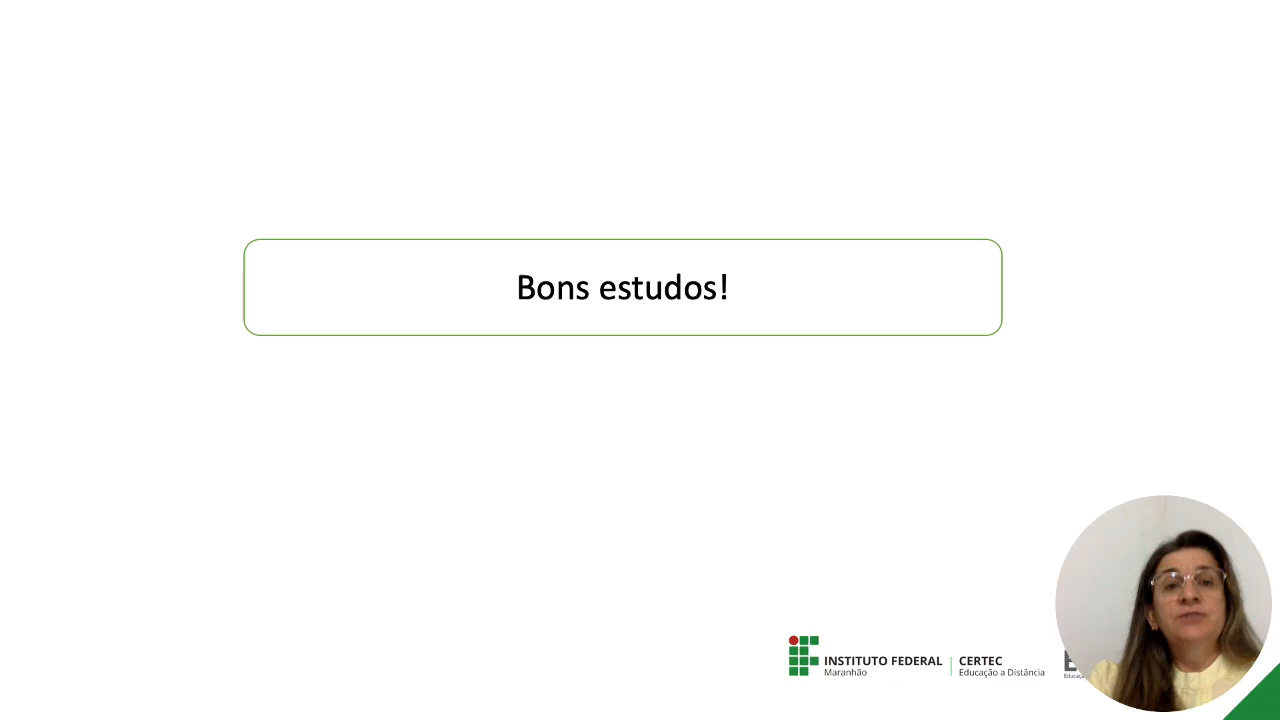 Bons estudos!
INSTITUTO FEDERAL
Maranhão
CERTEC
Educação a Distância